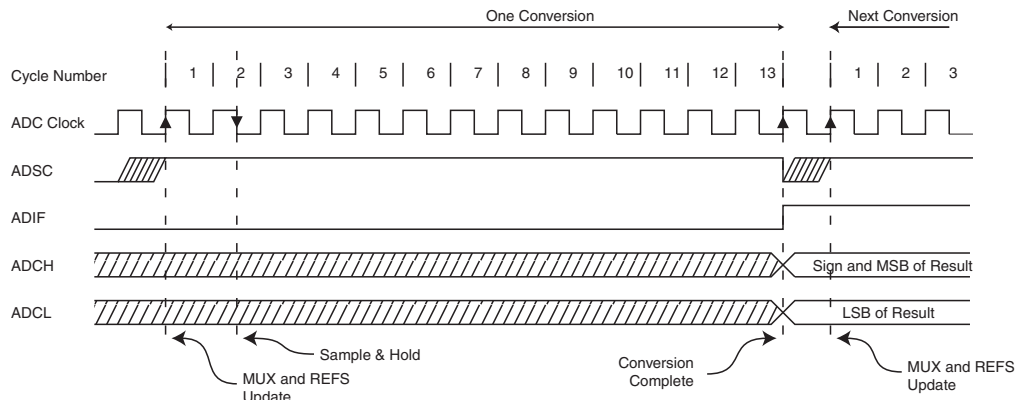 One Conversion
Next Conversion
Cycle Number 1 2 3 4 5 6 7 8 9 10 11 12 13 1 2 3
ADC Clock
ADSC
ADIF
ADCH Sign and MSB of Result
ADCL LSB of Result
Sample & Hold
MUX and REFS
Update
Conversion
Complete
MUX and REFS
Update